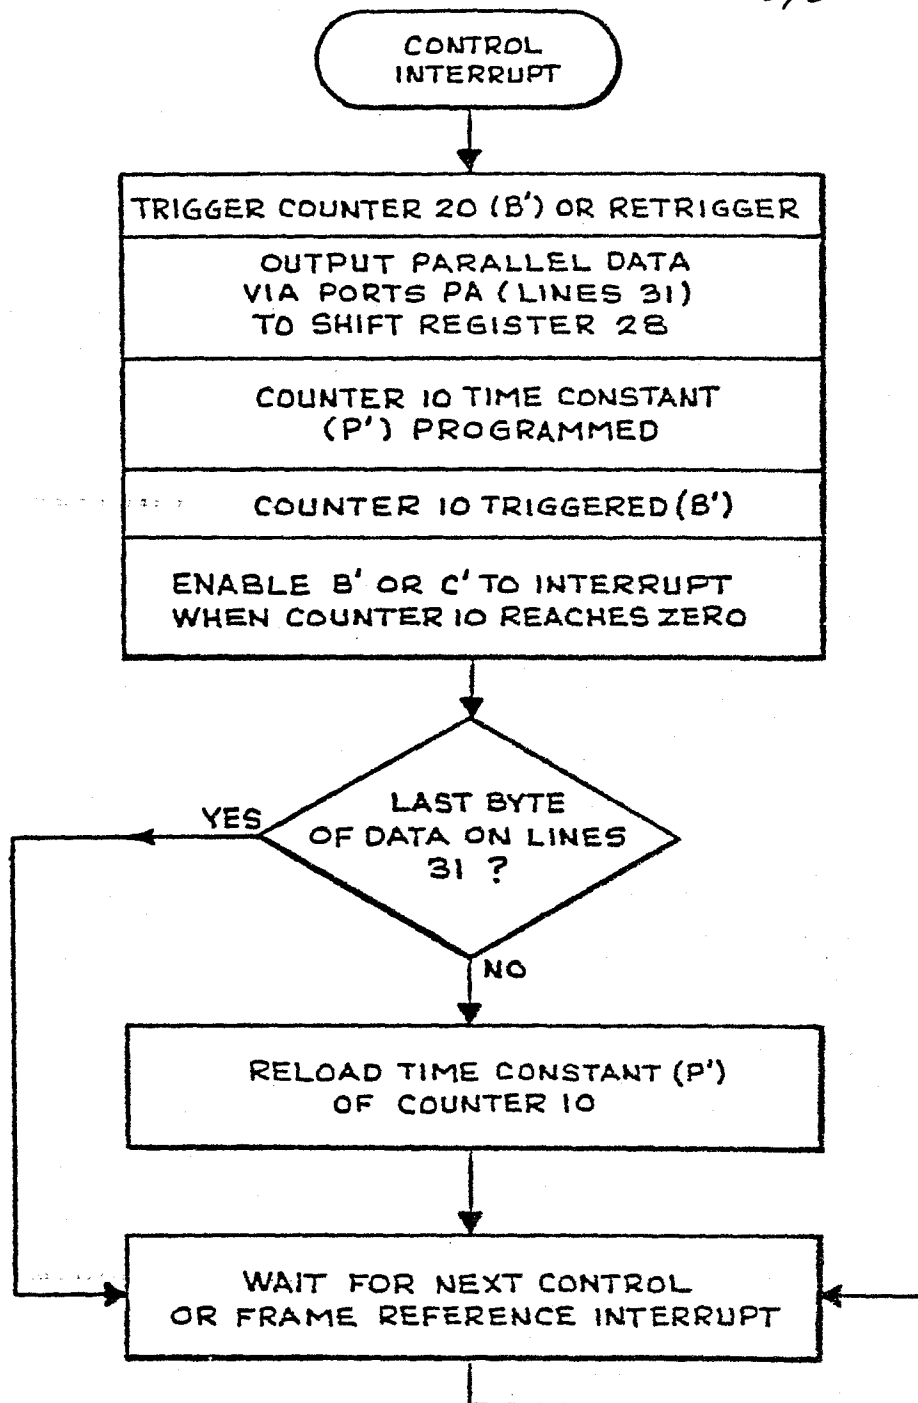 CONTROL
INTERRUPT
TRIGGER COUNTER 20 (B') OR RETRIGGER
OUTPUT PARALLEL DATA
VIA PORTS PA (LINES 31)
TO SHIFT REGISTER 28
COUNTER 10 TIME CONSTANT
(P') PROGRAMMED
COUNTER 10 TRIGGERED (B')
ENABLE B' OR C' TO INTERRUPT
WHEN COUNTER 10 REACHES ZERO
LAST BYTE
OF DATA ON LINES
31 ?
YES
NO
RELOAD TIME CONSTANT (P')
OF COUNTER 10
WAIT FOR NEXT CONTROL
OR FRAME REFERENCE INTERRUPT